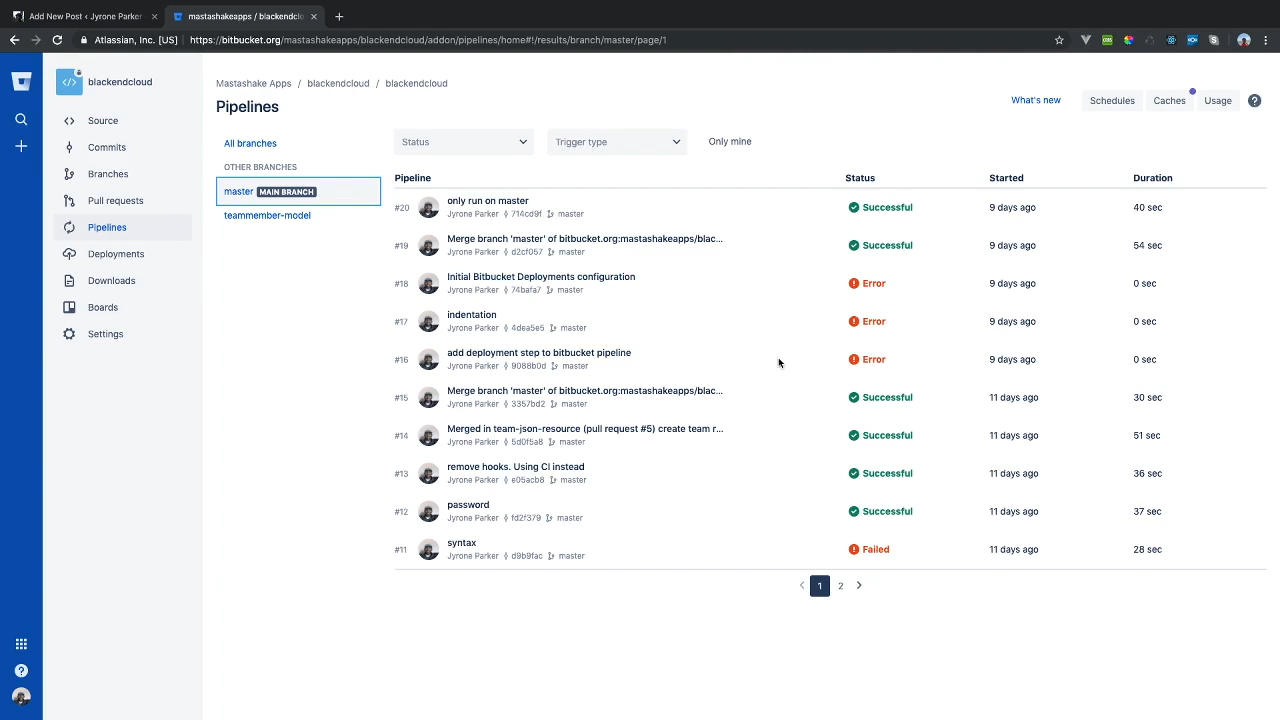 Add New Post ‹ Jyrone Parker
mastashakeapps / blackendclo
Atlassian, Inc. [US]
https://bitbucket.org/mastashakeapps/blackendcloud/addon/pipelines/home#!/results/branch/master/page/1
blackendcloud
Source
Commits
Branches
Pull requests
Pipelines
Deployments
Downloads
Boards
Settings
Mastashake Apps / blackendcloud / blackendcloud
Pipelines
What's new
Schedules
Caches
Usage
All branches
OTHER BRANCHES
master MAIN BRANCH
teammember-model
Status
Trigger type
Only mine
Pipeline Status Started Duration
#20 only run on master Successful 9 days ago 40 sec
Jyrone Parker 714cd9f master
#19 Merge branch 'master' of bitbucket.org:mastashakeapps/blac... Successful 9 days ago 54 sec
Jyrone Parker d2cf057 master
#18 Initial Bitbucket Deployments configuration Error 9 days ago 0 sec
Jyrone Parker 74bafa7 master
#17 indentation Error 9 days ago 0 sec
Jyrone Parker 4dea5e5 master
#16 add deployment step to bitbucket pipeline Error 9 days ago 0 sec
Jyrone Parker 9088b0d master
#15 Merge branch 'master' of bitbucket.org:mastashakeapps/blac... Successful 11 days ago 30 sec
Jyrone Parker 3357bd2 master
#14 Merged in team-json-resource (pull request #5) create team r... Successful 11 days ago 51 sec
Jyrone Parker 5d0f5a8 master
#13 remove hooks. Using CI instead Successful 11 days ago 36 sec
Jyrone Parker e05acb8 master
#12 password Successful 11 days ago 37 sec
Jyrone Parker fd2f379 master
#11 syntax Failed 11 days ago 28 sec
Jyrone Parker d9b9fac master
1 2